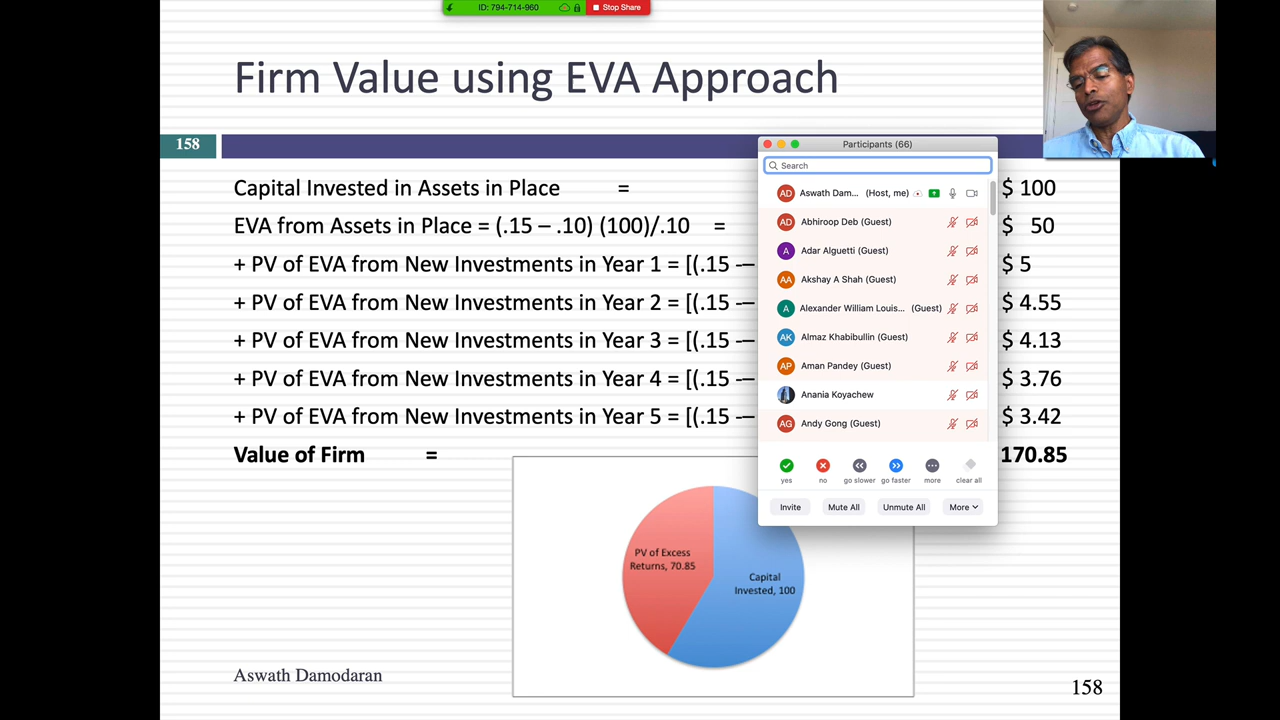 ID: 794-714-960 Stop Share
Firm Value using EVA Approach
158
Capital Invested in Assets in Place = $ 100
EVA from Assets in Place = (.15 – .10) (100)/.10 = $ 50
+ PV of EVA from New Investments in Year 1 = [(.15 -– $ 5
+ PV of EVA from New Investments in Year 2 = [(.15 -– $ 4.55
+ PV of EVA from New Investments in Year 3 = [(.15 -– $ 4.13
+ PV of EVA from New Investments in Year 4 = [(.15 -– $ 3.76
+ PV of EVA from New Investments in Year 5 = [(.15 -– $ 3.42
Value of Firm = 170.85
PV of Excess
Returns, 70.85
Capital
Invested, 100
Aswath Damodaran
158
Participants (66)
Search
AD Aswath Dam... (Host, me)
AD Abhiroop Deb (Guest)
A Adar Alguetti (Guest)
AA Akshay A Shah (Guest)
A Alexander William Louis... (Guest)
AK Almaz Khabibullin (Guest)
AP Aman Pandey (Guest)
Anania Koyachew
AG Andy Gong (Guest)
yes no go slower go faster more clear all
Invite Mute All Unmute All More